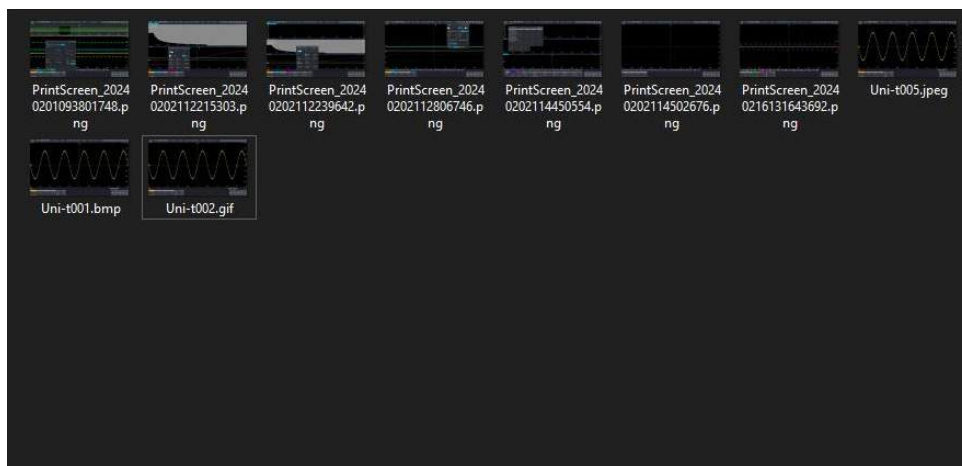 PrintScreen_2024
0201093801748.p
ng
PrintScreen_2024
0202112215303.p
ng
PrintScreen_2024
0202112239642.p
ng
PrintScreen_2024
0202112806746.p
ng
PrintScreen_2024
0202114450554.p
ng
PrintScreen_2024
0202114502676.p
ng
PrintScreen_2024
0216131643692.p
ng
Uni-t005.jpeg
Uni-t001.bmp
Uni-t002.gif